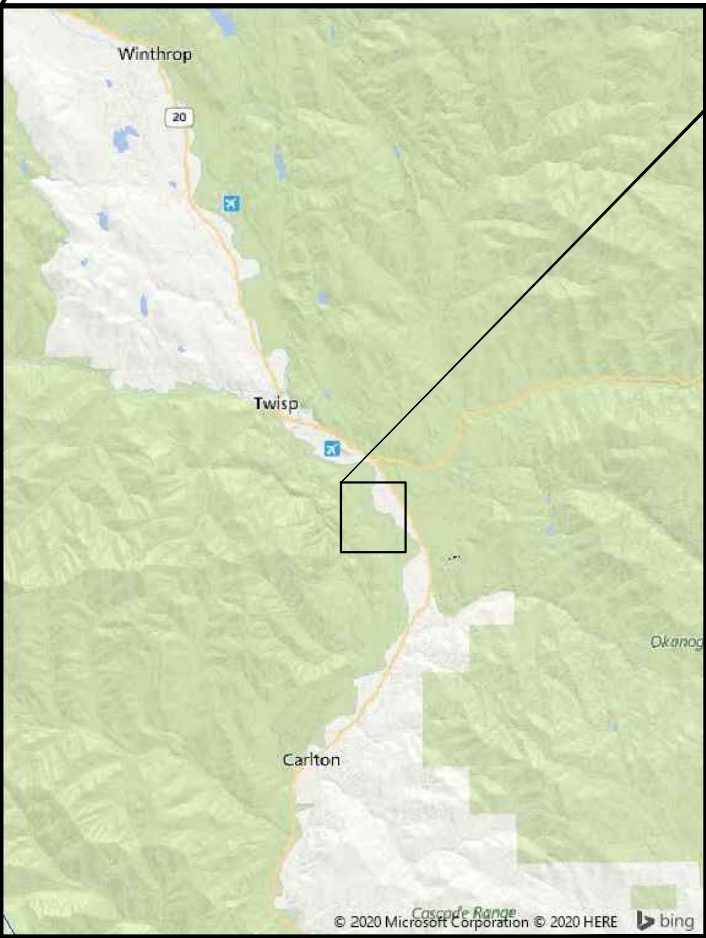 Winthrop
20
Twisp
Okanog
Carlton
Cascade Range
© 2020 Microsoft Corporation © 2020 HERE
bing